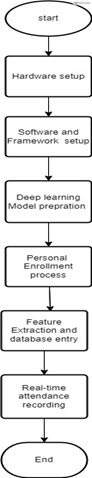 start
Hardware setup
Software and
Framework setup
Deep learning
Model prepration
Personal
Enrollment
process
Feature
Extraction and
database entry
Real-time
attendance
recording
End